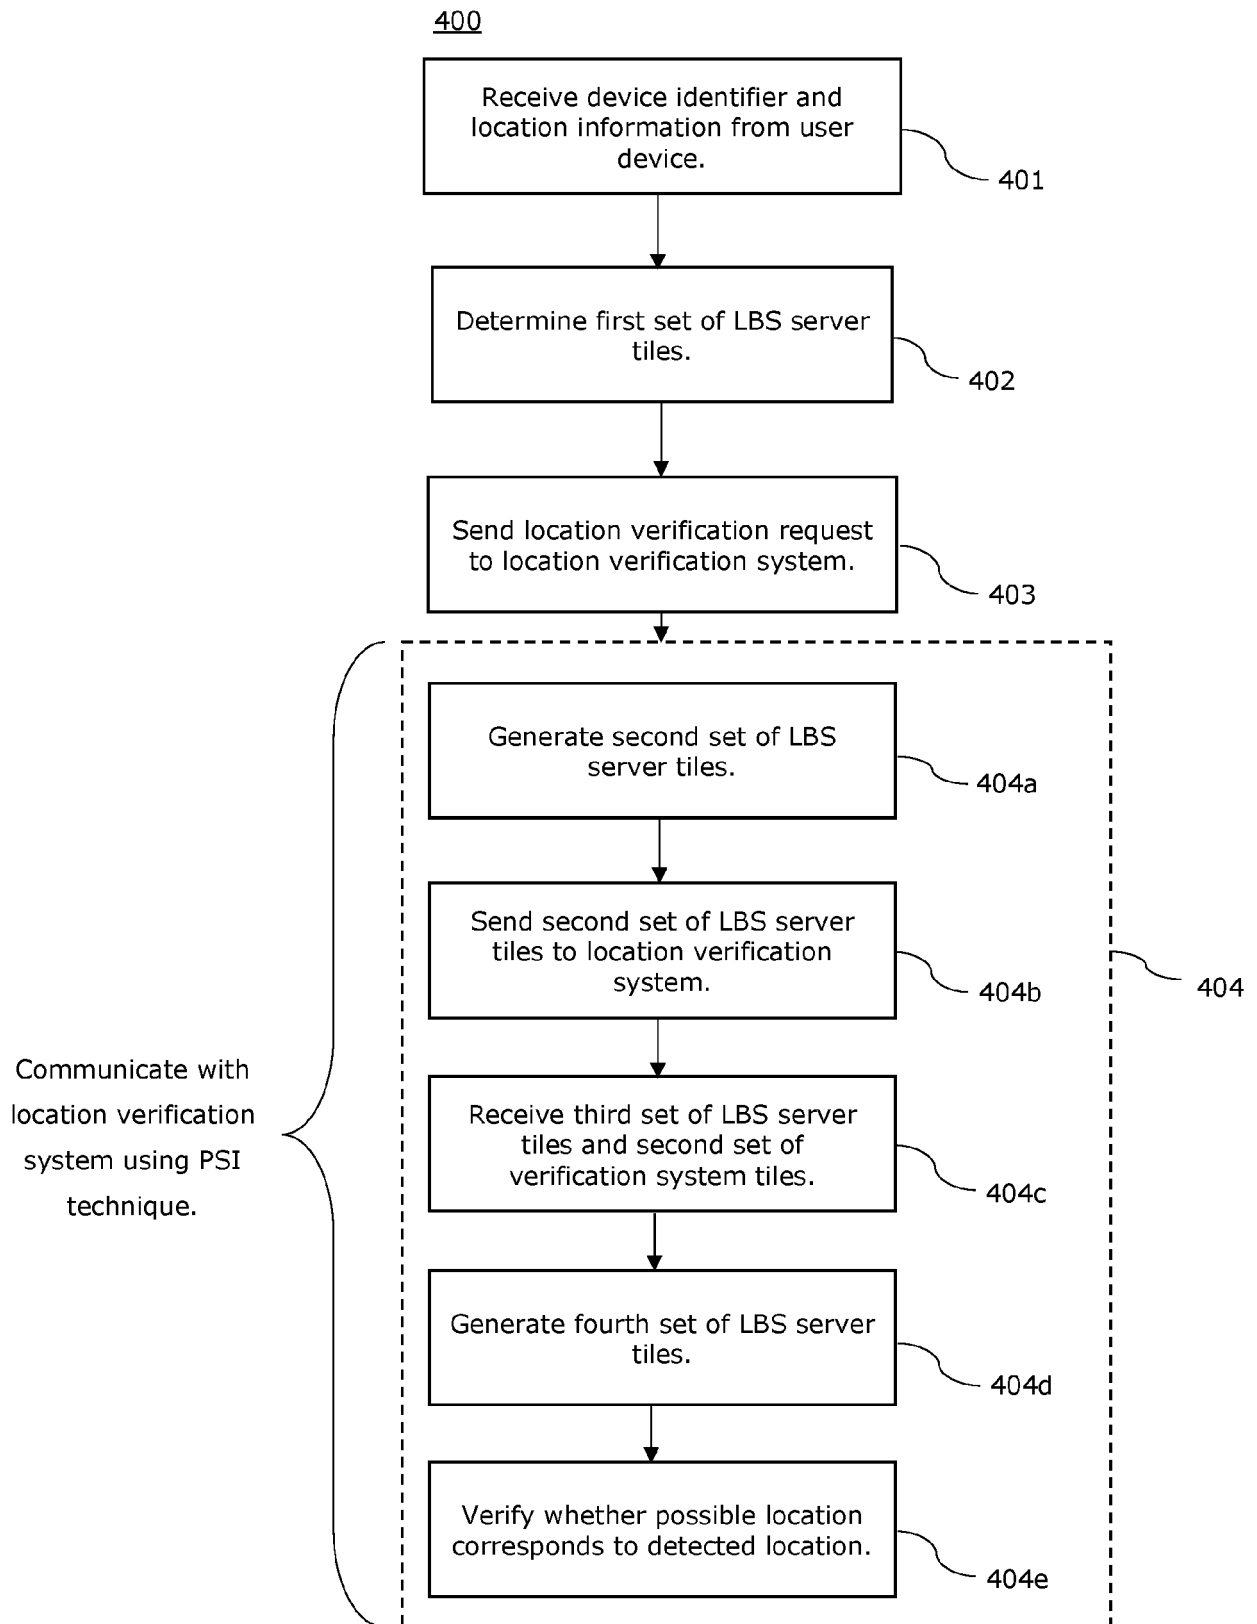 400
Receive device identifier and
location information from user
device.
401
Determine first set of LBS server
tiles.
402
Send location verification request
to location verification system.
403
Generate second set of LBS
server tiles.
404a
Send second set of LBS server
tiles to location verification
system.
404b
404
Communicate with
location verification
system using PSI
technique.
Receive third set of LBS server
tiles and second set of
verification system tiles.
404c
Generate fourth set of LBS server
tiles.
404d
Verify whether possible location
corresponds to detected location.
404e